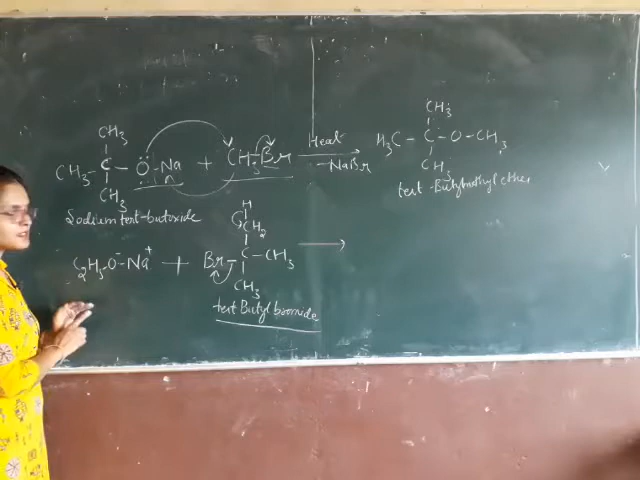 CH3
CH3 - C - O - Na + CH3 - Br Heat -NaBr
CH3
Sodium tert-butoxide
CH3
H3C - C - O - CH3
CH3
tert-Butylmethyl ether
H
CH2
C2H5-O- Na+ + Br - C - CH3 →
CH3
tert Butyl bromide